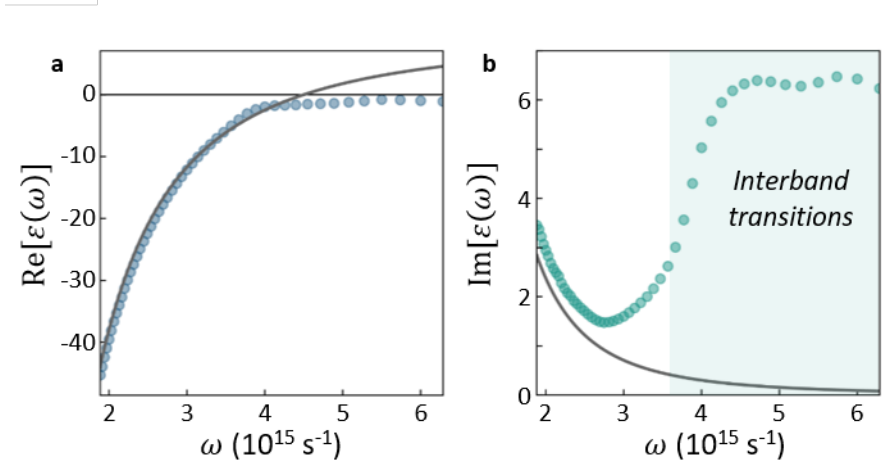 a
Re[ε(ω)]
0
-10
-20
-30
-40
2 3 4 5 6
ω (10¹⁵ s⁻¹)
b
Im[ε(ω)]
6
4
2
0
Interband
transitions
2 3 4 5 6
ω (10¹⁵ s⁻¹)